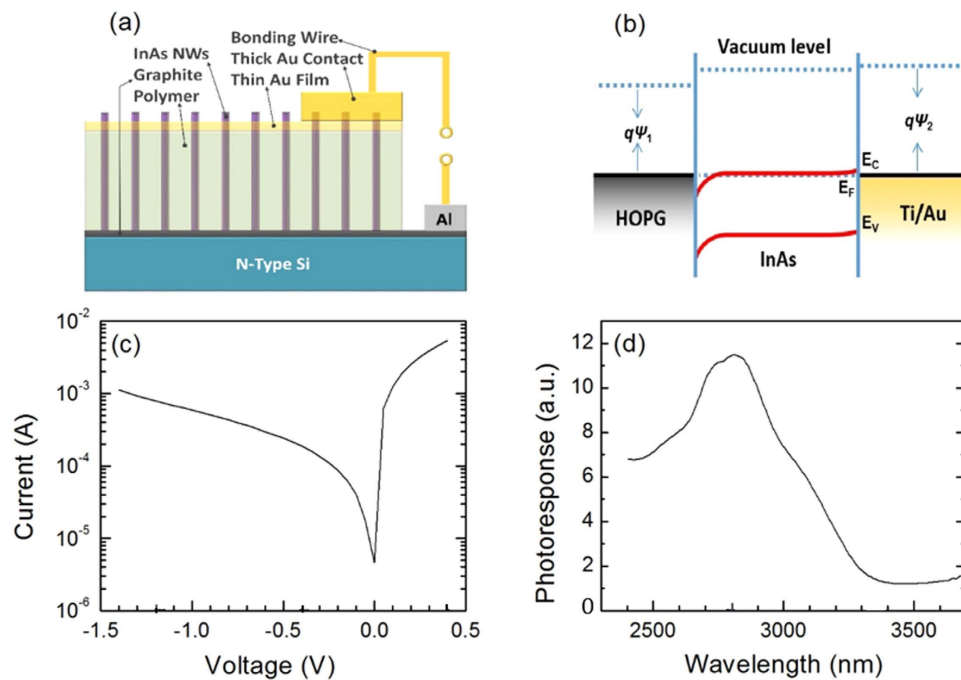 (a)
InAs NWs
Graphite
Polymer
Bonding Wire
Thick Au Contact
Thin Au Film
Al
N-Type Si
(b)
Vacuum level
qΨ1
qΨ2
EC
EF
EV
HOPG
InAs
Ti/Au
(c)
10-2
10-3
10-4
10-5
10-6
Current (A)
-1.5 -1.0 -0.5 0.0 0.5
Voltage (V)
(d)
12
10
8
6
4
2
0
Photoresponse (a.u.)
2500 3000 3500
Wavelength (nm)